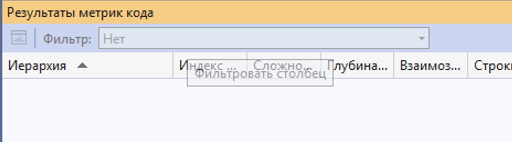 Результаты метрик кода
Фильтр: Нет
Иерархия Индекс ... Сложно... Глубина... Взаимоз... Строки
Фильтровать столбец